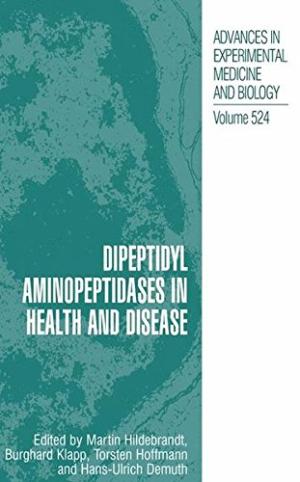 ADVANCES IN
EXPERIMENTAL
MEDICINE
AND BIOLOGY
Volume 524
DIPEPTIDYL
AMINOPEPTIDASES IN
HEALTH AND DISEASE
Edited by Martin Hildebrandt,
Burghard Klapp, Torsten Hoffmann
and Hans-Ulrich Demuth